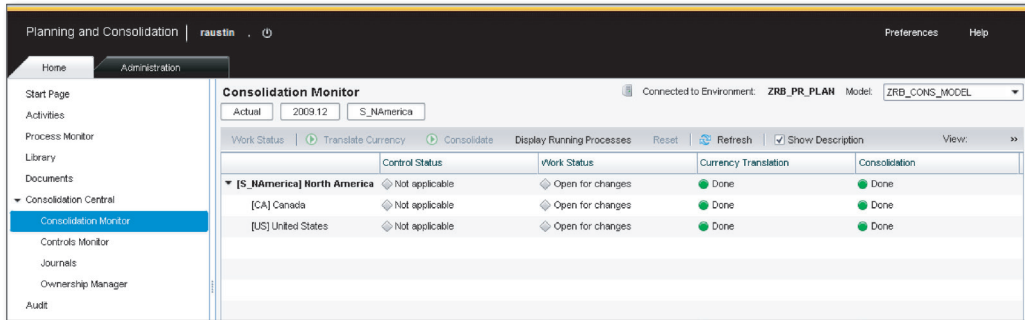 Planning and Consolidation raustin . Preferences Help
Home Administration
Start Page
Activities
Process Monitor
Library
Documents
Consolidation Central
Consolidation Monitor
Controls Monitor
Journals
Ownership Manager
Audit
Consolidation Monitor Connected to Environment: ZRB_PR_PLAN Model: ZRB_CONS_MODEL
Actual 2009.12 S_NAmerica
Work Status Translate Currency Consolidate Display Running Processes Reset Refresh Show Description View: »
Control Status Work Status Currency Translation Consolidation
[S_NAmerica] North America Not applicable Open for changes Done Done
[CA] Canada Not applicable Open for changes Done Done
[US] United States Not applicable Open for changes Done Done